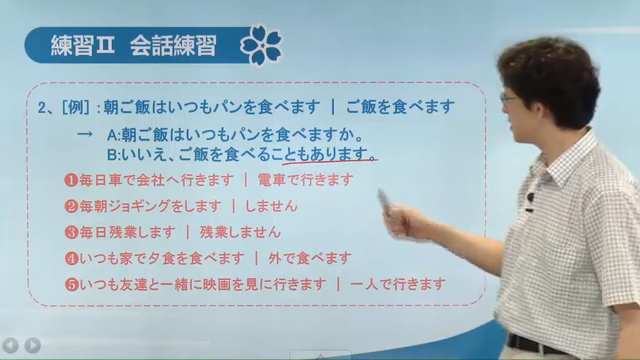 練習Ⅱ 会話練習
2、[例]：朝ご飯はいつもパンを食べます ｜ ご飯を食べます
→ A:朝ご飯はいつもパンを食べますか。
B:いいえ、ご飯を食べることもあります。
❶毎日車で会社へ行きます ｜ 電車で行きます
❷毎朝ジョギングをします ｜ しません
❸毎日残業します ｜ 残業しません
❹いつも家で夕食を食べます ｜ 外で食べます
❺いつも友達と一緒に映画を見に行きます ｜ 一人で行きます